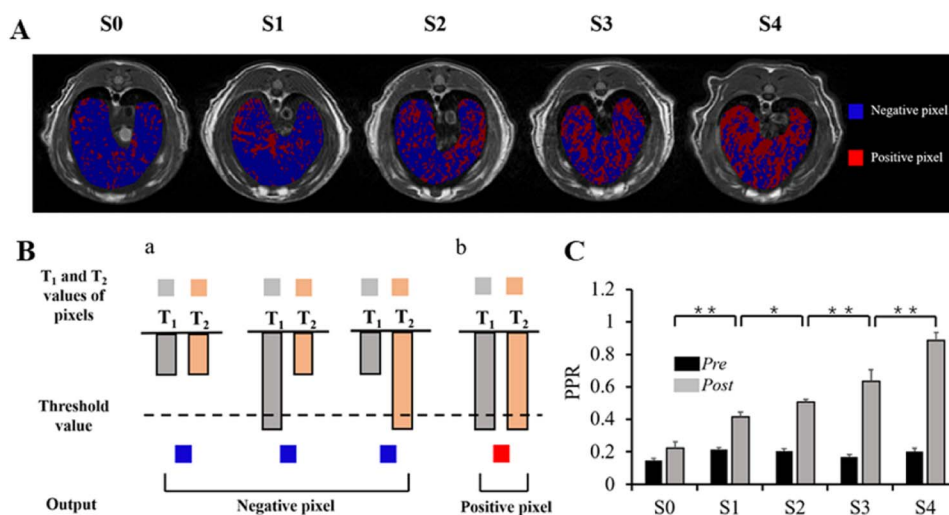 A
S0 S1 S2 S3 S4
Negative pixel
Positive pixel
B a b
T₁ and T₂
values of
pixels
T₁ T₂ T₁ T₂ T₁ T₂ T₁ T₂
Threshold
value
Output
Negative pixel Positive pixel
C
PPR
1.2
1
0.8
0.6
0.4
0.2
0
** * ** **
Pre
Post
S0 S1 S2 S3 S4